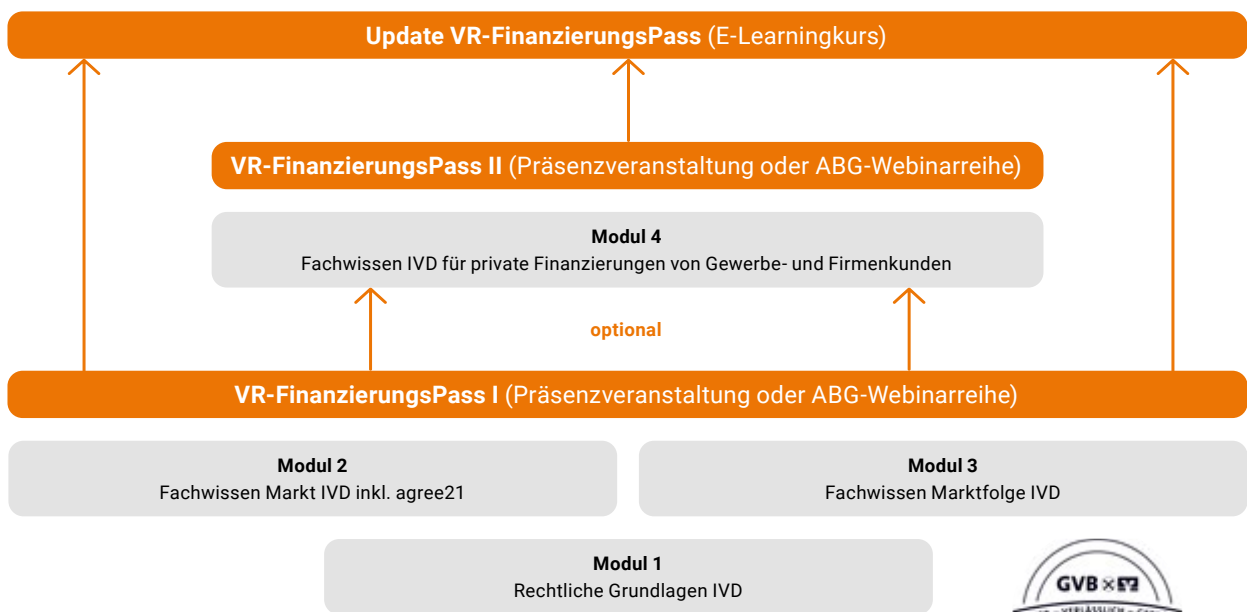 Update VR-FinanzierungsPass (E-Learningkurs)
VR-FinanzierungsPass II (Präsenzveranstaltung oder ABG-Webinarreihe)
Modul 4
Fachwissen IVD für private Finanzierungen von Gewerbe- und Firmenkunden
optional
VR-FinanzierungsPass I (Präsenzveranstaltung oder ABG-Webinarreihe)
Modul 2
Fachwissen Markt IVD inkl. agree21
Modul 3
Fachwissen Marktfolge IVD
Modul 1
Rechtliche Grundlagen IVD
GVB